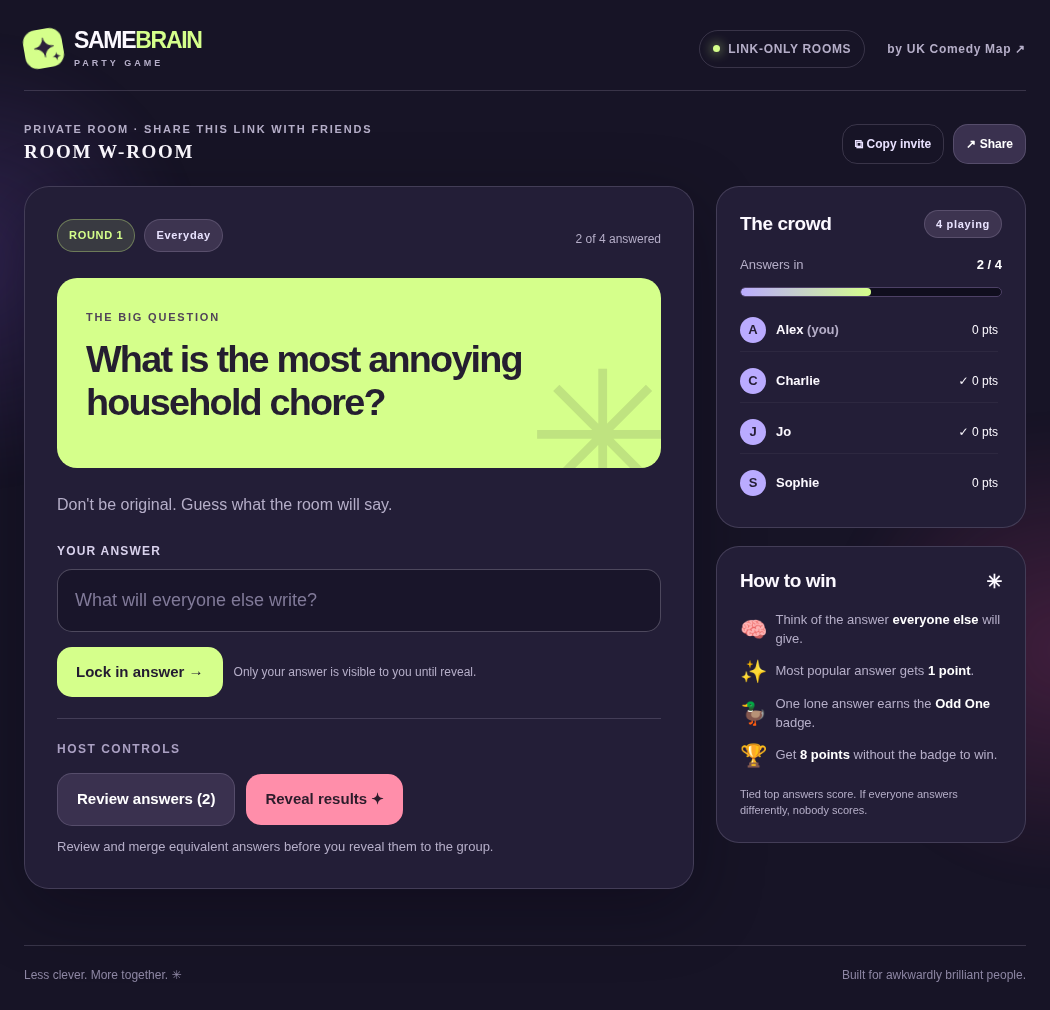 SAMEBRAIN
PARTY GAME
LINK-ONLY ROOMS
by UK Comedy Map ↗
PRIVATE ROOM · SHARE THIS LINK WITH FRIENDS
ROOM W-ROOM
⧉ Copy invite
↗ Share
ROUND 1
Everyday
2 of 4 answered
THE BIG QUESTION
What is the most annoying
household chore?
Don't be original. Guess what the room will say.
YOUR ANSWER
What will everyone else write?
Lock in answer →
Only your answer is visible to you until reveal.
HOST CONTROLS
Review answers (2)
Reveal results ✦
Review and merge equivalent answers before you reveal them to the group.
The crowd
4 playing
Answers in
2 / 4
A Alex (you) 0 pts
C Charlie ✓ 0 pts
J Jo ✓ 0 pts
S Sophie 0 pts
How to win ✳
🧠 Think of the answer everyone else will
give.
✨ Most popular answer gets 1 point.
🦆 One lone answer earns the Odd One
badge.
🏆 Get 8 points without the badge to win.
Tied top answers score. If everyone answers
differently, nobody scores.
Less clever. More together. ✳
Built for awkwardly brilliant people.